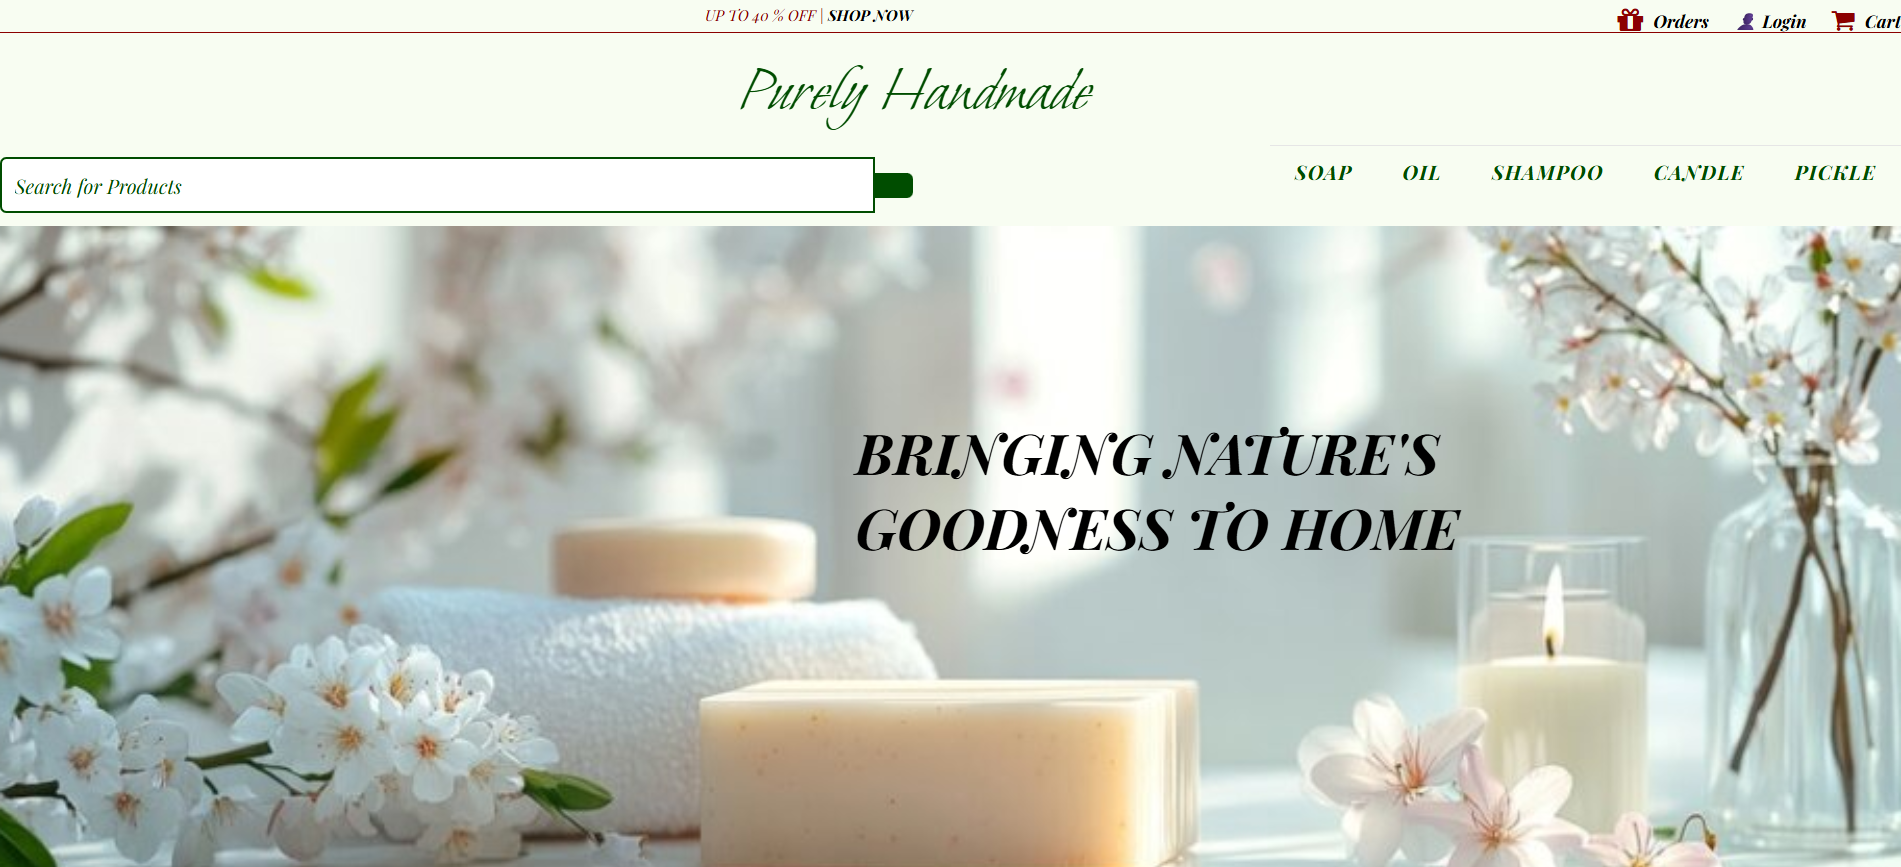 UP TO 40 % OFF | SHOP NOW
Orders
Login
Cart
Purely Handmade
Search for Products
SOAP
OIL
SHAMPOO
CANDLE
PICKLE
BRINGING NATURE'S
GOODNESS TO HOME